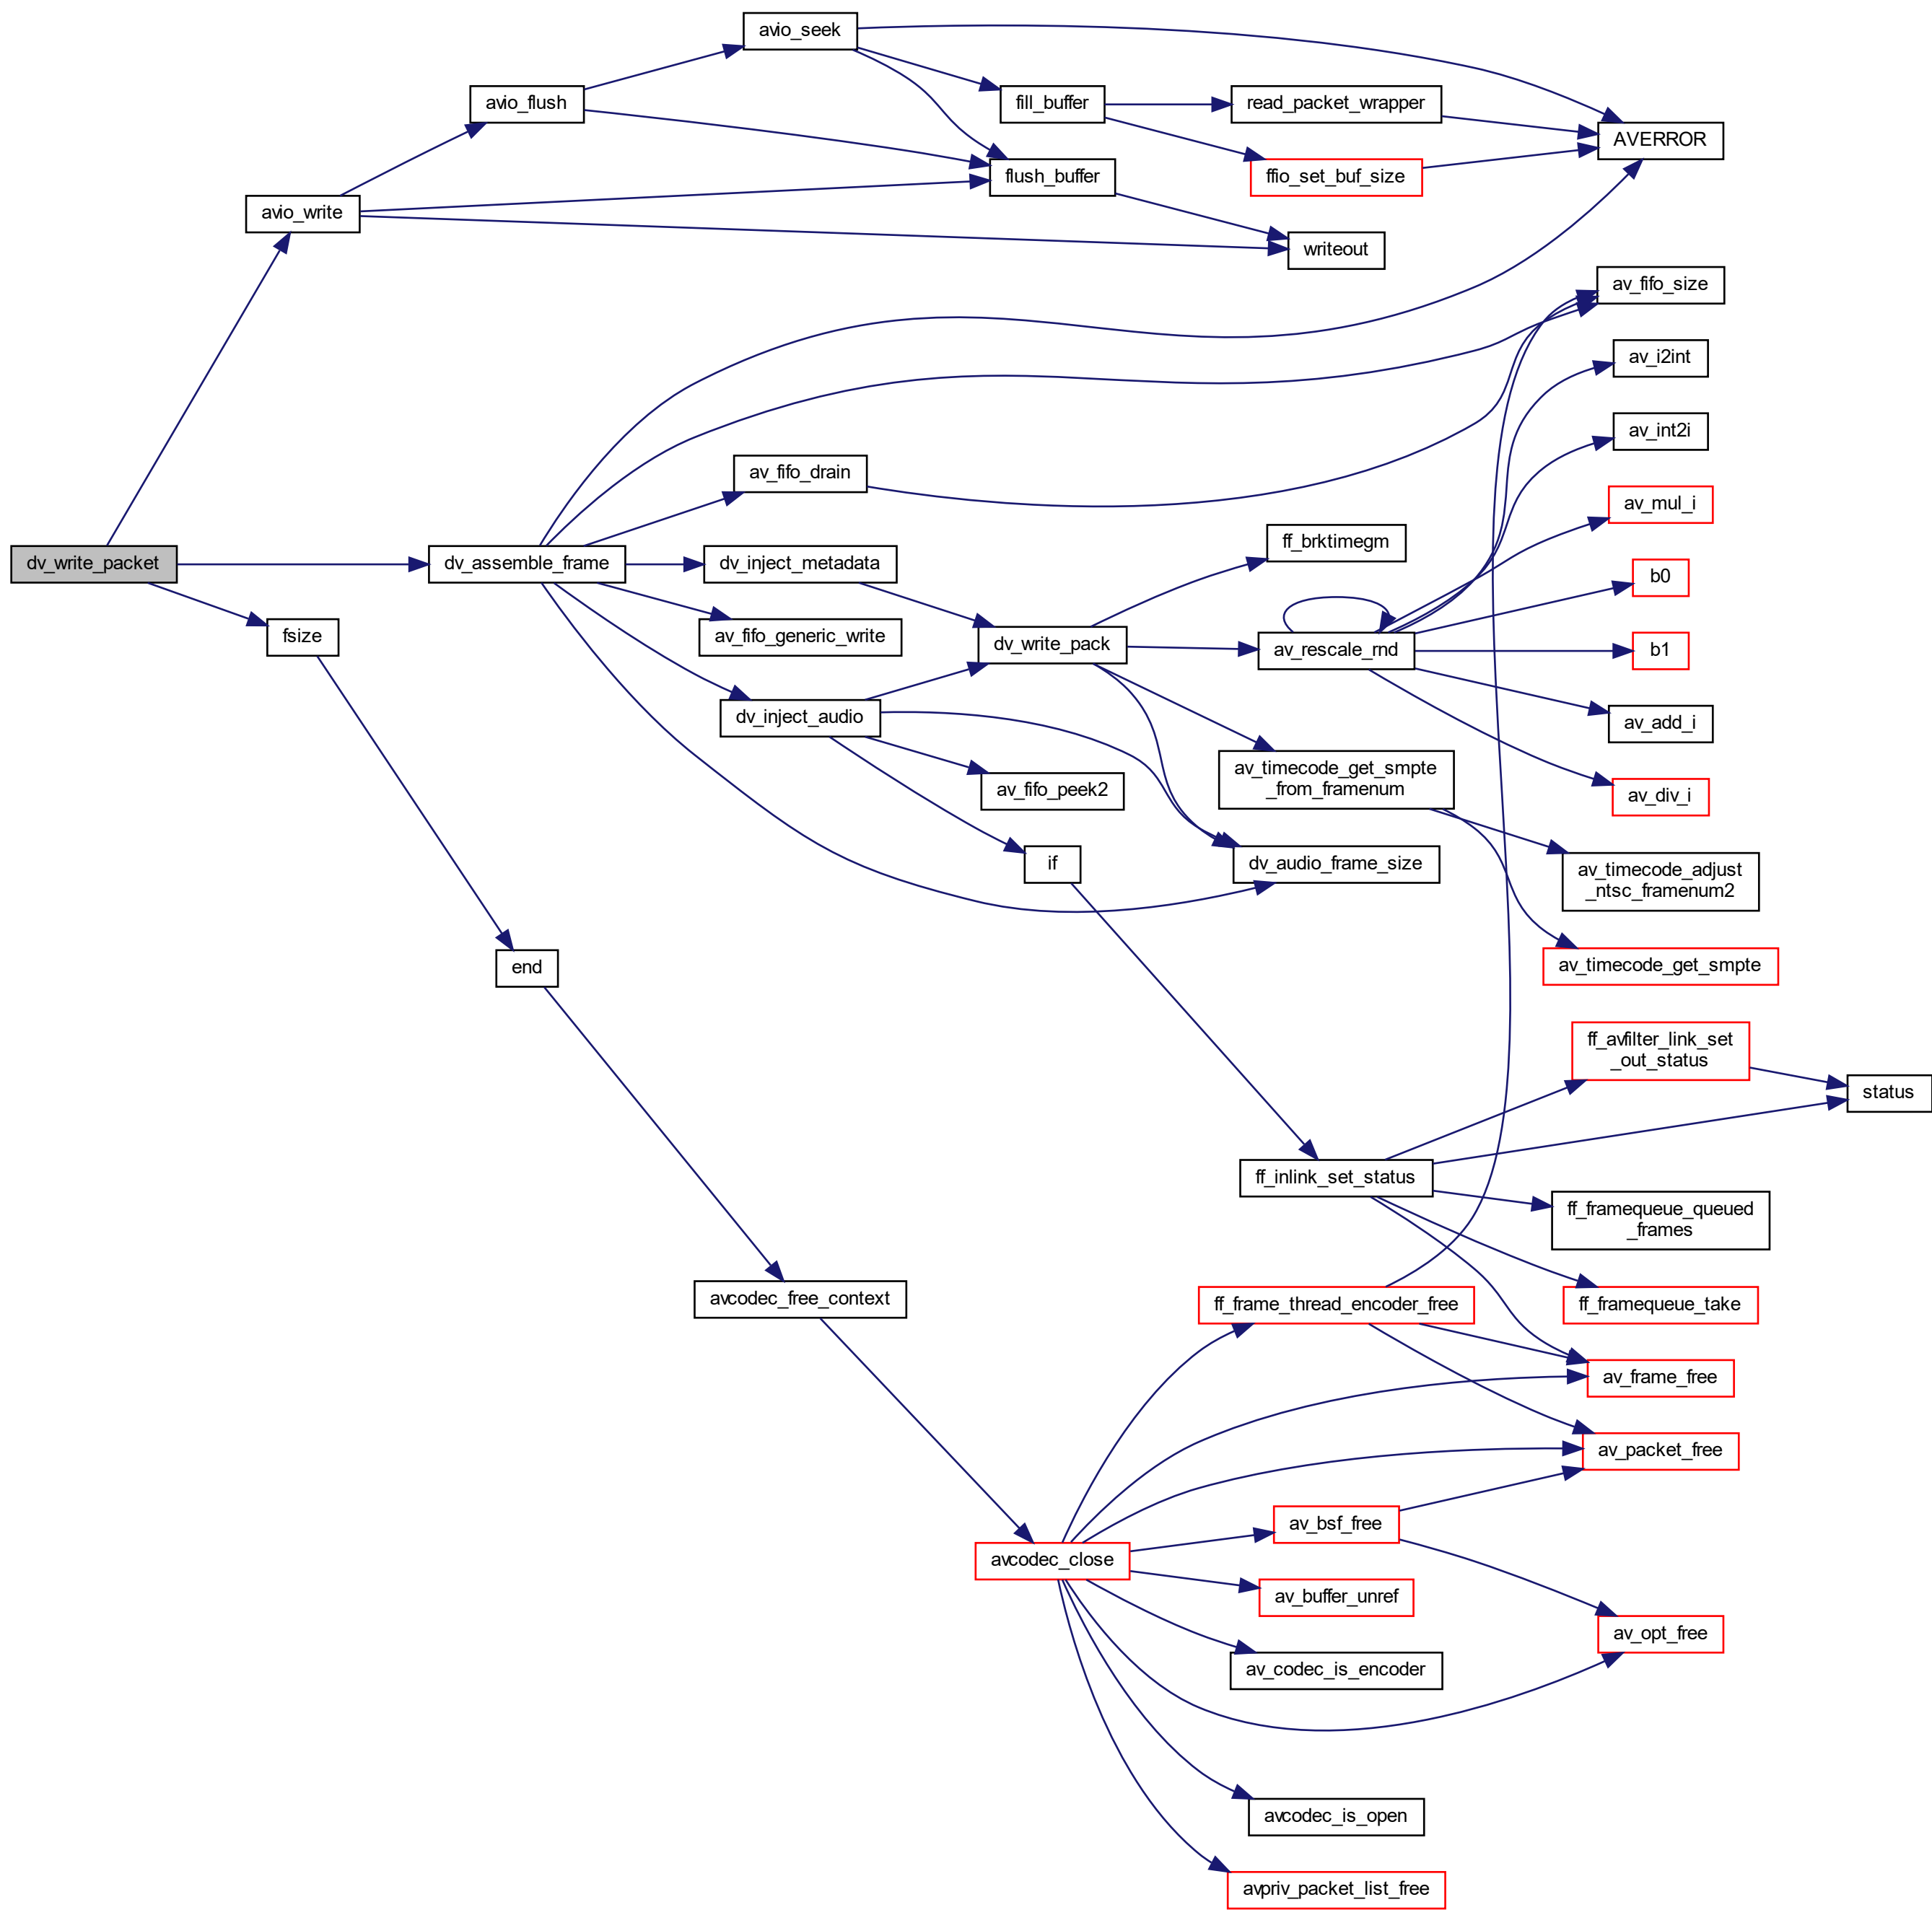 avio_seek
avio_flush
fill_buffer
read_packet_wrapper
AVERROR
flush_buffer
ffio_set_buf_size
avio_write
writeout
av_fifo_size
av_i2int
av_int2i
av_fifo_drain
av_mul_i
ff_brktimegm
dv_write_packet
dv_assemble_frame
dv_inject_metadata
b0
fsize
av_fifo_generic_write
dv_write_pack
av_rescale_rnd
b1
dv_inject_audio
av_add_i
av_timecode_get_smpte
_from_framenum
av_fifo_peek2
av_div_i
if
dv_audio_frame_size
av_timecode_adjust
_ntsc_framenum2
end
av_timecode_get_smpte
ff_avfilter_link_set
_out_status
status
ff_inlink_set_status
ff_framequeue_queued
_frames
avcodec_free_context
ff_frame_thread_encoder_free
ff_framequeue_take
av_frame_free
av_packet_free
av_bsf_free
avcodec_close
av_buffer_unref
av_opt_free
av_codec_is_encoder
avcodec_is_open
avpriv_packet_list_free